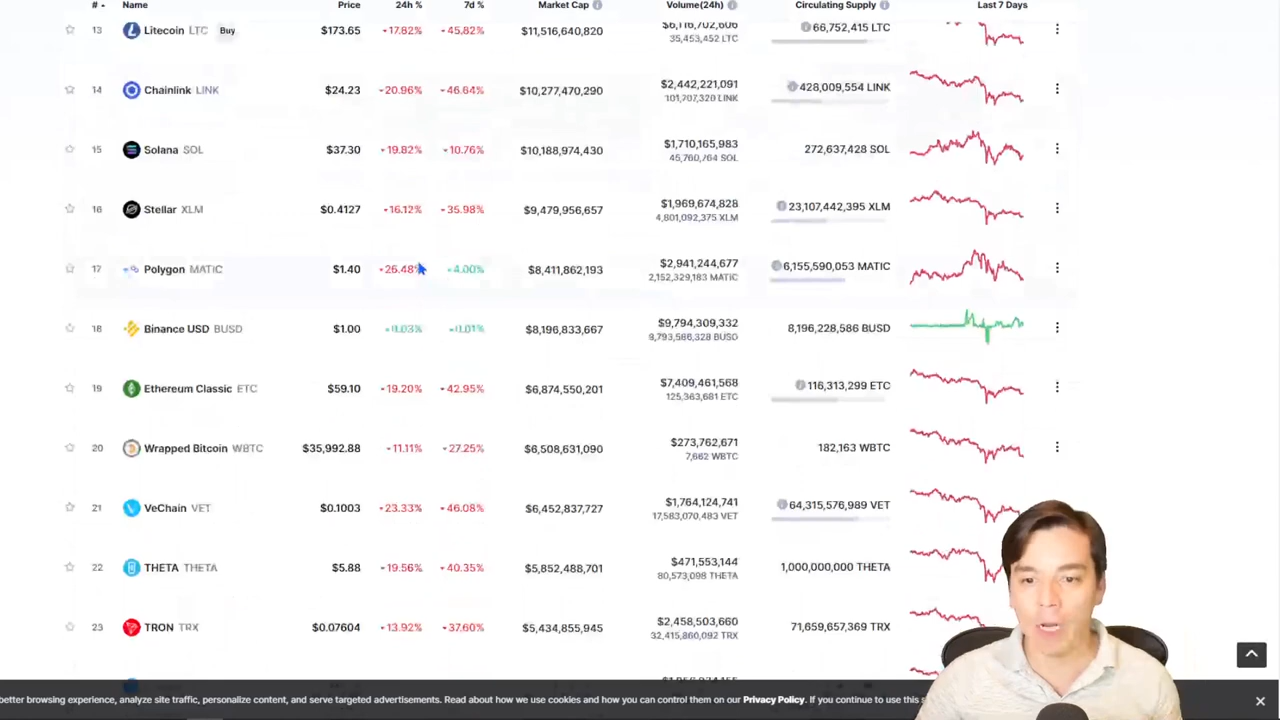 # Name Price 24h % 7d % Market Cap Volume(24h) Circulating Supply Last 7 Days
13 Litecoin LTC Buy $173.65 17.82% 45.82% $11,516,640,820 $6,116,702,606 66,752,415 LTC
35,453,452 LTC
14 Chainlink LINK $24.23 20.96% 46.64% $10,277,470,290 $2,442,221,091 428,009,554 LINK
101,707,320 LINK
15 Solana SOL $37.30 19.82% 10.76% $10,188,974,430 $1,710,165,983 272,637,428 SOL
45,760,764 SOL
16 Stellar XLM $0.4127 16.12% 35.98% $9,479,956,657 $1,969,674,828 23,107,442,395 XLM
4,801,092,375 XLM
17 Polygon MATIC $1.40 26.48% 4.00% $8,411,862,193 $2,941,244,677 6,155,590,053 MATIC
2,152,329,183 MATIC
18 Binance USD BUSD $1.00 0.03% 0.01% $8,196,833,667 $9,794,309,332 8,196,228,586 BUSD
9,793,586,328 BUSD
19 Ethereum Classic ETC $59.10 19.20% 42.95% $6,874,550,201 $7,409,461,568 116,313,299 ETC
125,363,681 ETC
20 Wrapped Bitcoin WBTC $35,992.88 11.11% 27.25% $6,508,631,090 $273,762,671 182,163 WBTC
7,662 WBTC
21 VeChain VET $0.1003 23.33% 46.08% $6,452,837,727 $1,764,124,741 64,315,576,989 VET
17,583,070,483 VET
22 THETA THETA $5.88 19.56% 40.35% $5,852,488,701 $471,553,144 1,000,000,000 THETA
80,573,098 THETA
23 TRON TRX $0.07604 13.92% 37.60% $5,434,855,945 $2,458,503,660 71,659,657,369 TRX
32,415,860,092 TRX
better browsing experience, analyze site traffic, personalize content, and serve targeted advertisements. Read about how we use cookies and how you can control them on our Privacy Policy. If you continue to use this